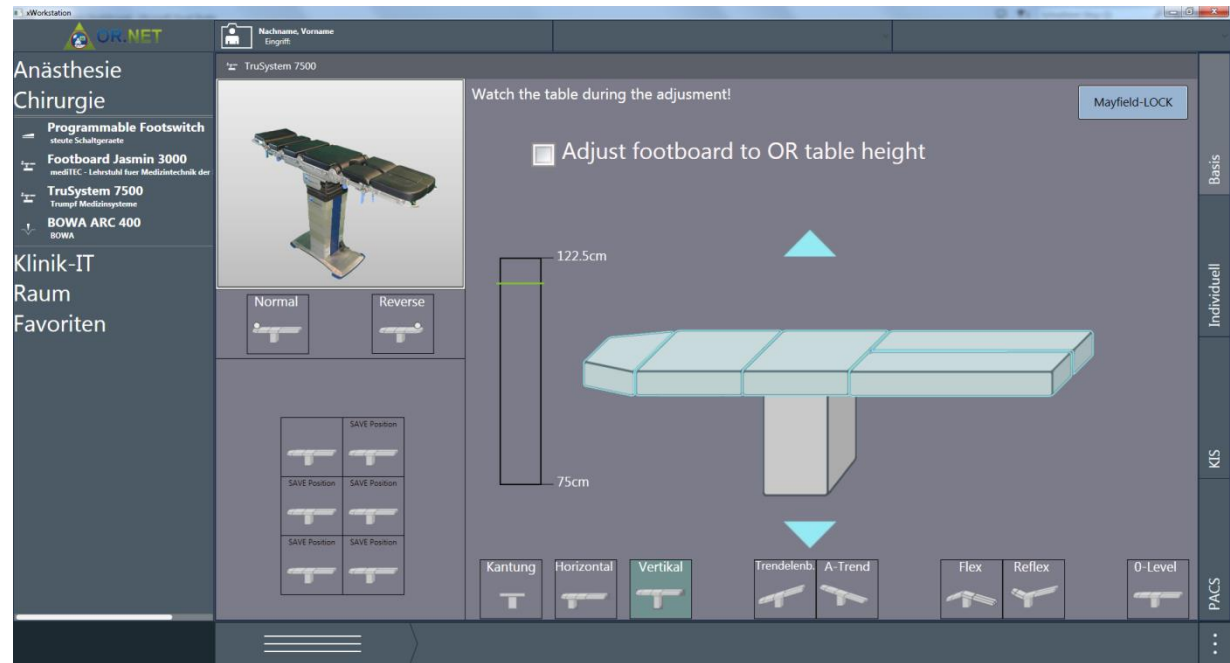 xWorkstation
OR.NET
Nachname, Vorname
Eingriff:
Anästhesie
Chirurgie
Programmable Footswitch
steute Schaltgeraete
Footboard Jasmin 3000
mediTEC - Lehrstuhl fuer Medizintechnik der
TruSystem 7500
Trumpf Medizinsysteme
BOWA ARC 400
BOWA
Klinik-IT
Raum
Favoriten
TruSystem 7500
Normal
Reverse
SAVE Position
SAVE Position
SAVE Position
SAVE Position
SAVE Position
Watch the table during the adjusment!
Mayfield-LOCK
Adjust footboard to OR table height
122.5cm
75cm
Kantung
Horizontal
Vertikal
Trendelenb.
A-Trend
Flex
Reflex
0-Level
Basis
Individuell
KIS
PACS